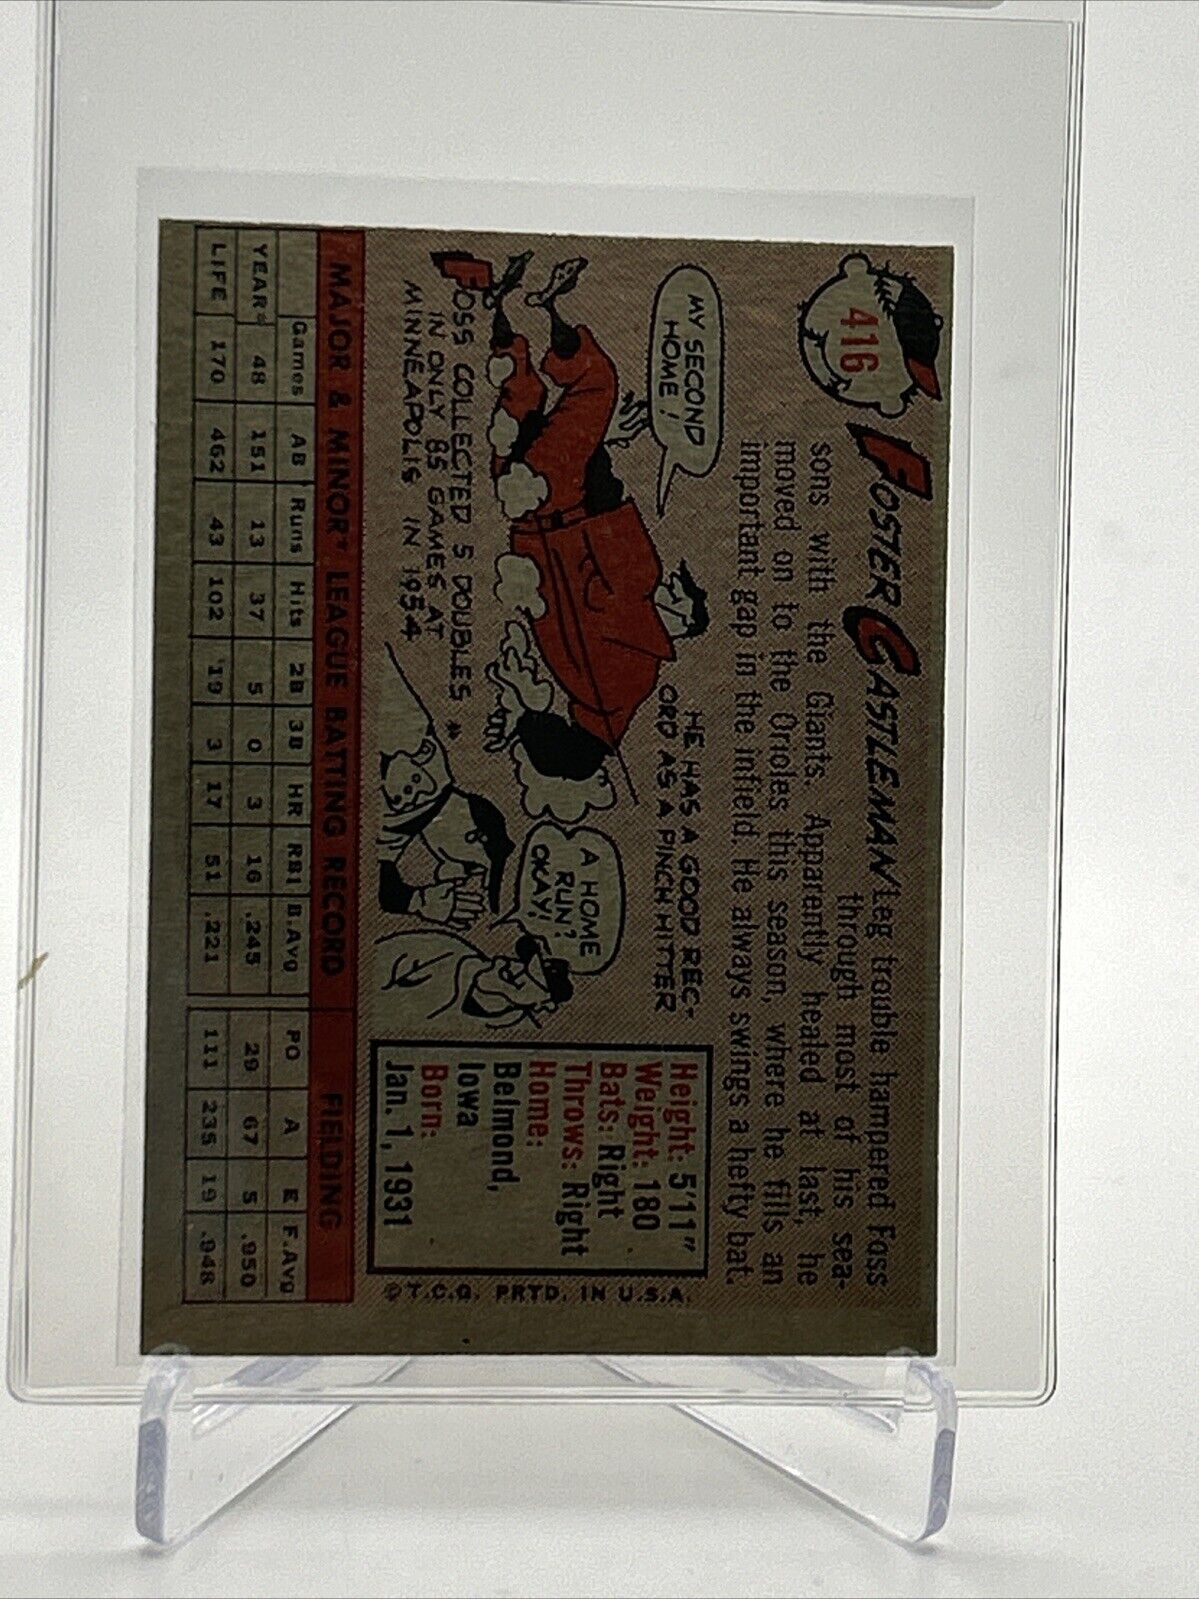 416
FOSTER CASTLEMAN
Leg trouble hampered Foss
through most of his sea-
sons with the Giants. Apparently healed at last, he
moved on to the Orioles this season, where he fills an
important gap in the infield. He always swings a hefty bat.
MY SECOND
HOME!
HE HAS A GOOD REC-
ORD AS A PINCH HITTER
A HOME
RUN?
OKAY!
FOSS COLLECTED 5 DOUBLES
IN ONLY 85 GAMES AT
MINNEAPOLIS IN 1954
Height: 5'11"
Weight: 180
Bats: Right
Throws: Right
Home:
Belmond,
Iowa
Born:
Jan. 1, 1931
© T.C.G. PRTD. IN U.S.A.
MAJOR & MINOR* LEAGUE BATTING RECORD FIELDING
Games AB Runs Hits 2B 3B HR RBI B.Avg PO A E F.Avg
YEAR 48 151 13 37 5 0 3 16 .245 29 67 5 .950
LIFE 170 462 43 102 19 3 17 51 .221 111 235 19 .948